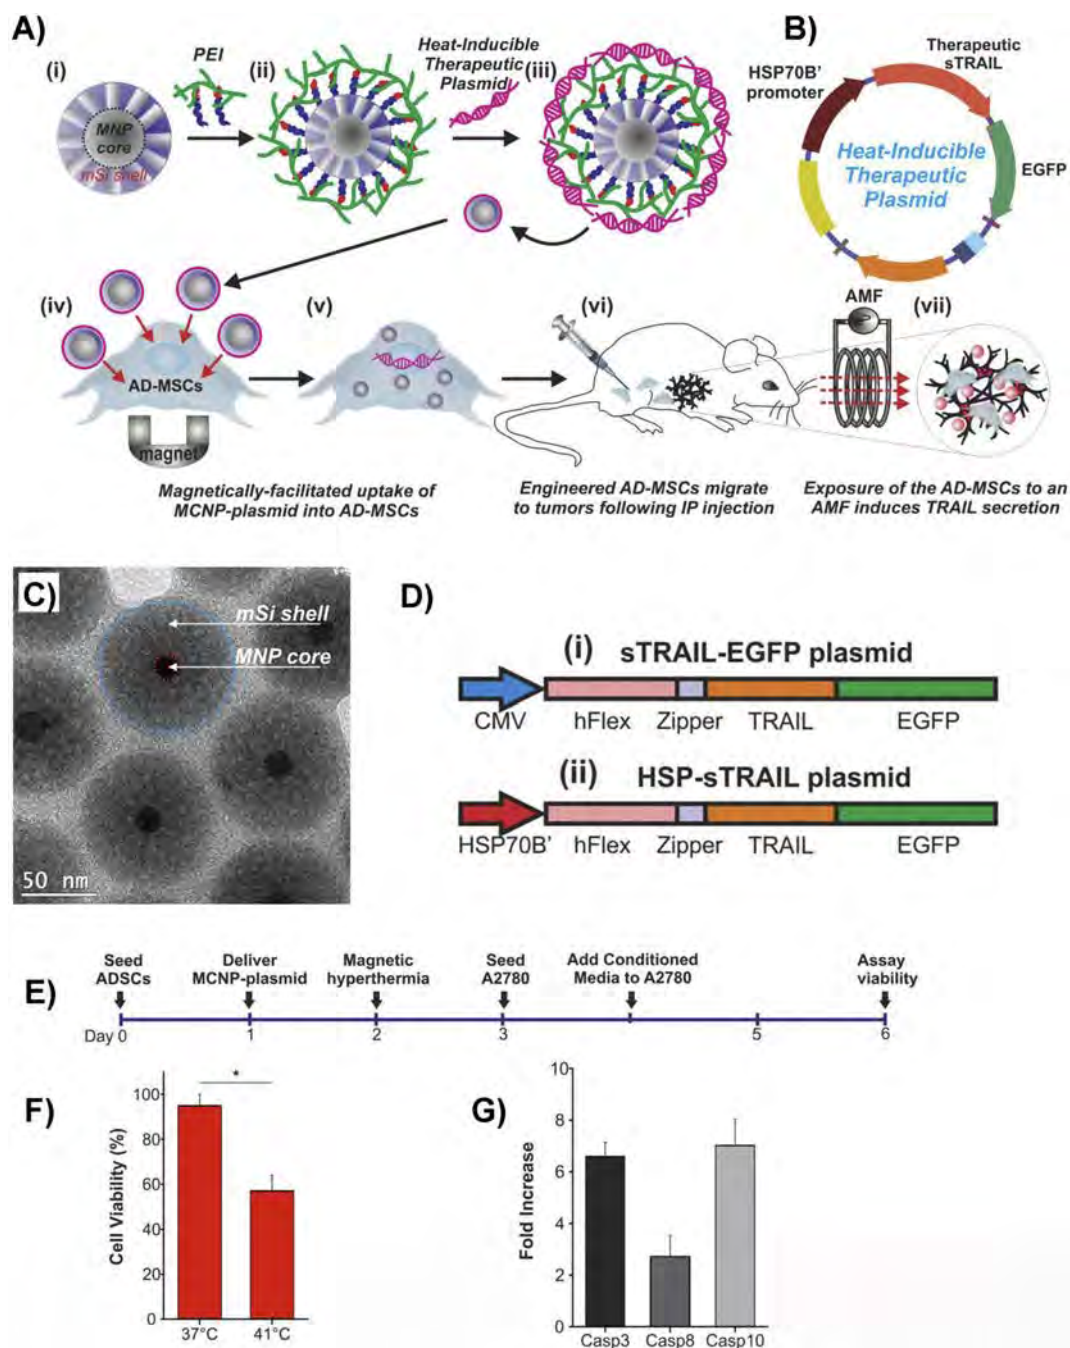 A)
B)
PEI
Heat-Inducible
Therapeutic
Plasmid
(i)
(ii)
(iii)
MNP
core
mSi shell
HSP70B'
promoter
Therapeutic
sTRAIL
EGFP
Heat-Inducible
Therapeutic
Plasmid
(iv)
(v)
(vi)
AMF
(vii)
AD-MSCs
magnet
Magnetically-facilitated uptake of
MCNP-plasmid into AD-MSCs
Engineered AD-MSCs migrate
to tumors following IP injection
Exposure of the AD-MSCs to an
AMF induces TRAIL secretion
C)
mSi shell
MNP core
50 nm
D)
(i) sTRAIL-EGFP plasmid
CMV hFlex Zipper TRAIL EGFP
(ii) HSP-sTRAIL plasmid
HSP70B' hFlex Zipper TRAIL EGFP
E)
Seed
ADSCs
Deliver
MCNP-plasmid
Magnetic
hyperthermia
Seed
A2780
Add Conditioned
Media to A2780
Assay
viability
Day 0 1 2 3 5 6
F)
Cell Viability (%)
100
80
60
40
20
0
*
37°C 41°C
G)
Fold Increase
10
8
6
4
2
0
Casp3 Casp8 Casp10